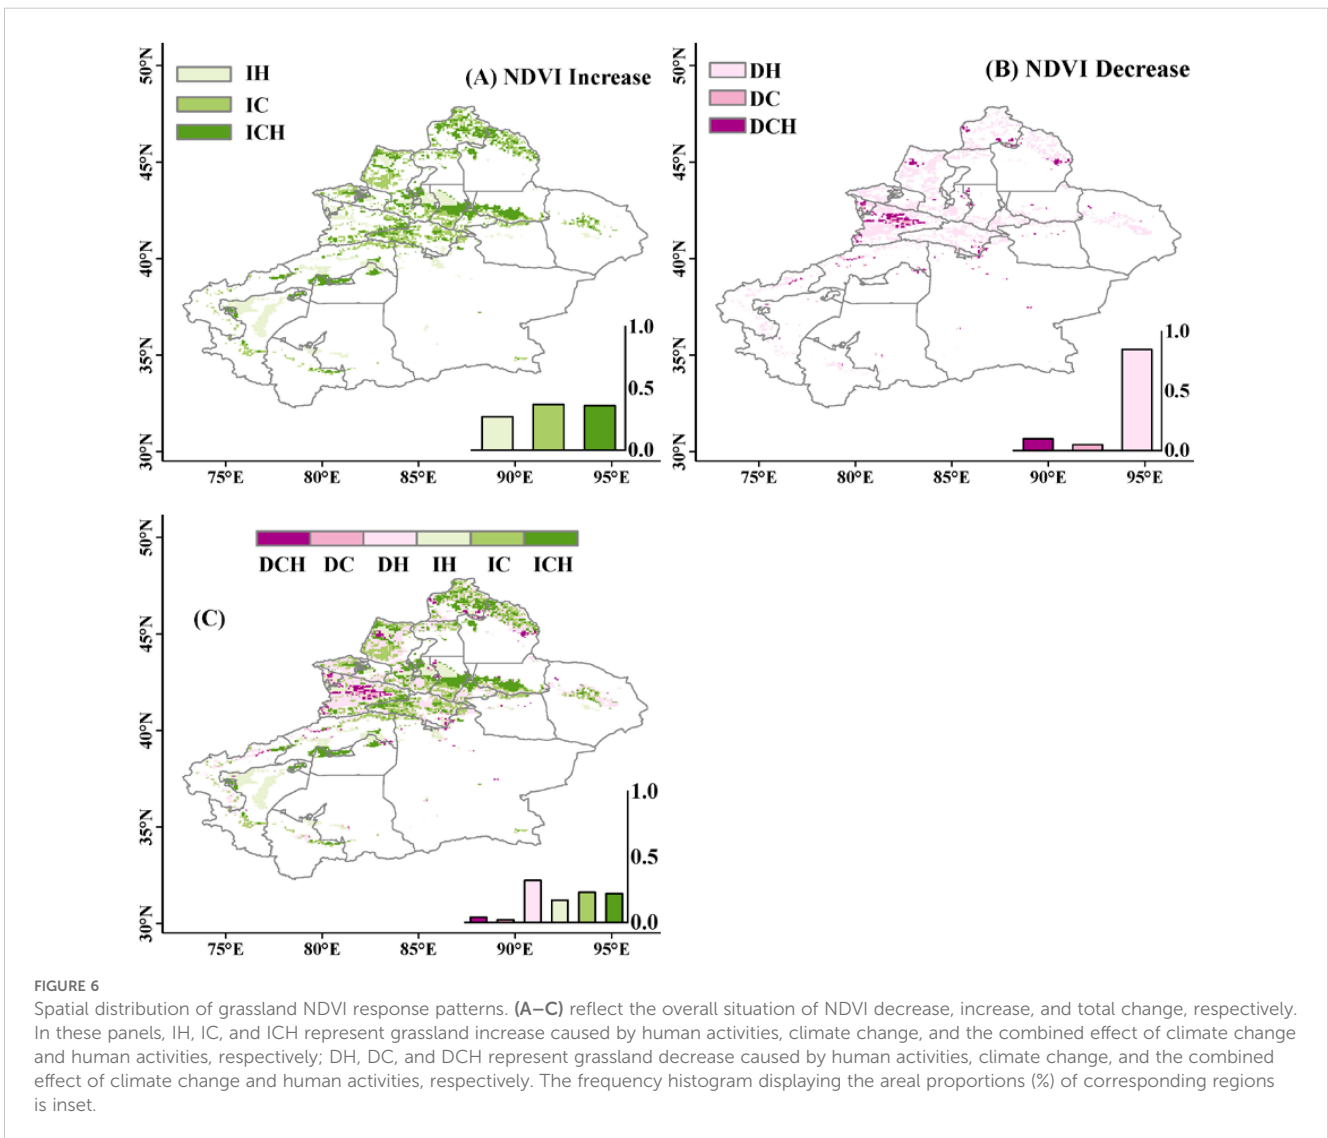 50°N
45°N
40°N
35°N
30°N
IH
IC
ICH
(A) NDVI Increase
1.0
0.5
0.0
75°E 80°E 85°E 90°E 95°E
50°N
45°N
40°N
35°N
30°N
DH
DC
DCH
(B) NDVI Decrease
1.0
0.5
0.0
75°E 80°E 85°E 90°E 95°E
50°N
45°N
40°N
35°N
30°N
DCH DC DH IH IC ICH
(C)
1.0
0.5
0.0
75°E 80°E 85°E 90°E 95°E
FIGURE 6
Spatial distribution of grassland NDVI response patterns. (A–C) reflect the overall situation of NDVI decrease, increase, and total change, respectively.
In these panels, IH, IC, and ICH represent grassland increase caused by human activities, climate change, and the combined effect of climate change
and human activities, respectively; DH, DC, and DCH represent grassland decrease caused by human activities, climate change, and the combined
effect of climate change and human activities, respectively. The frequency histogram displaying the areal proportions (%) of corresponding regions
is inset.